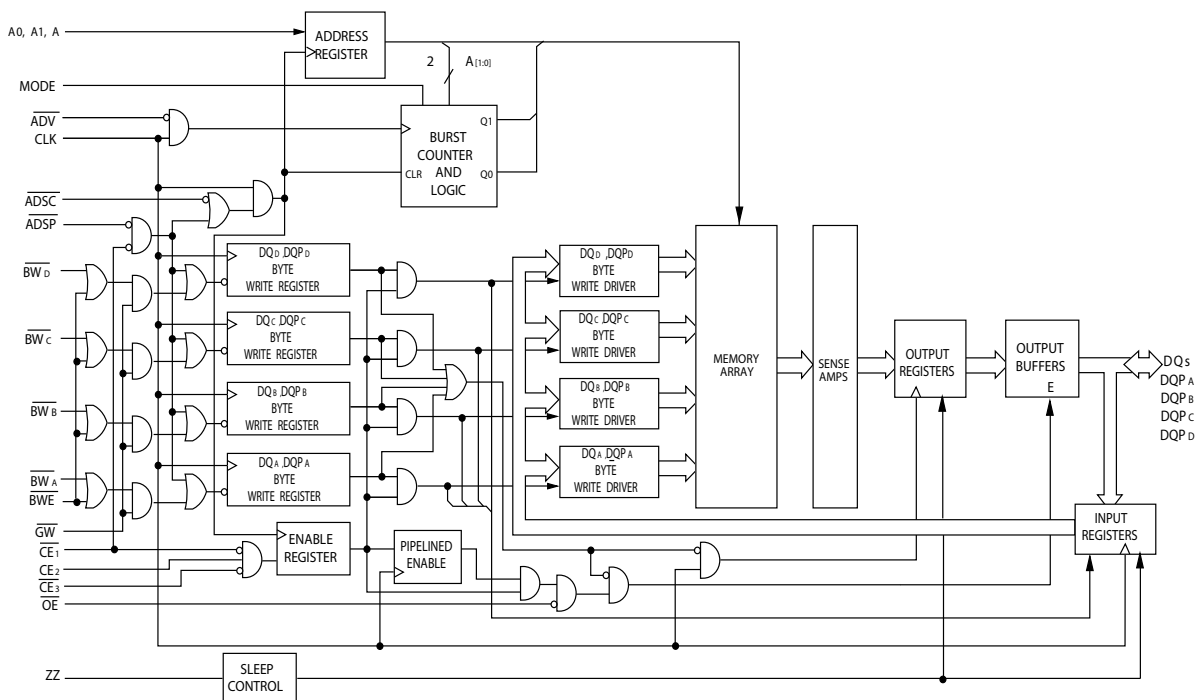 A0, A1, A
ADDRESS
REGISTER
2
A[1:0]
MODE
ADV
CLK
BURST
COUNTER
AND
LOGIC
CLR
Q1
Q0
ADSC
ADSP
DQD ,DQPD
BYTE
WRITE REGISTER
DQD ,DQPD
BYTE
WRITE DRIVER
BWD
DQC ,DQPC
BYTE
WRITE REGISTER
DQC ,DQPC
BYTE
WRITE DRIVER
BWC
MEMORY
ARRAY
SENSE
AMPS
OUTPUT
REGISTERS
OUTPUT
BUFFERS
E
DQs
DQPA
DQPB
DQPC
DQPD
DQB ,DQPB
BYTE
WRITE REGISTER
DQB ,DQPB
BYTE
WRITE DRIVER
BWB
DQA ,DQPA
BYTE
WRITE REGISTER
DQA ,DQPA
BYTE
WRITE DRIVER
BWA
BWE
GW
CE1
CE2
CE3
OE
ENABLE
REGISTER
PIPELINED
ENABLE
INPUT
REGISTERS
ZZ
SLEEP
CONTROL